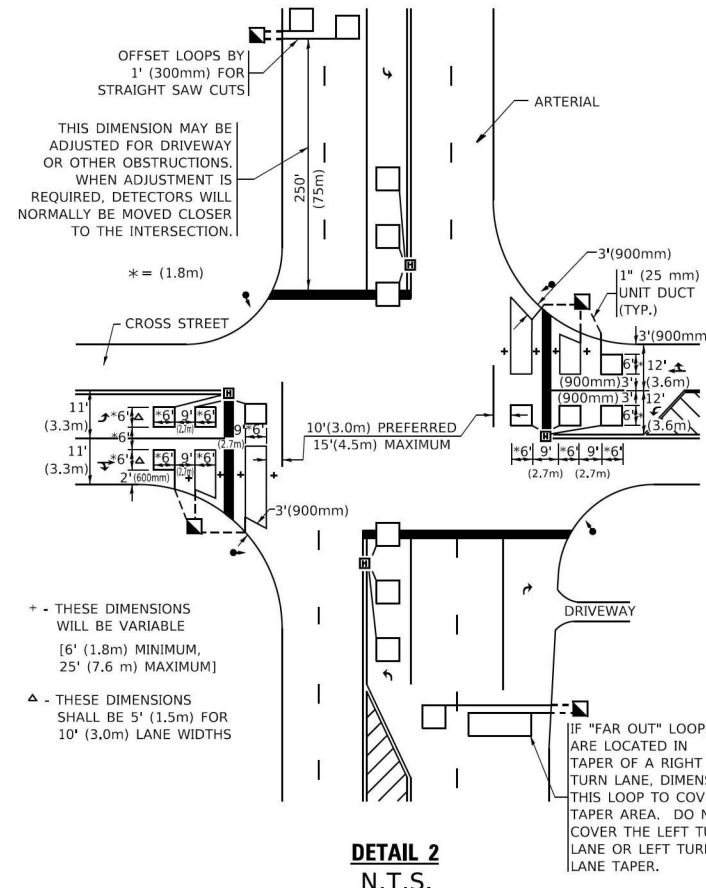 OFFSET LOOPS BY
1' (300mm) FOR
STRAIGHT SAW CUTS
ARTERIAL
THIS DIMENSION MAY BE
ADJUSTED FOR DRIVEWAY
OR OTHER OBSTRUCTIONS.
WHEN ADJUSTMENT IS
REQUIRED, DETECTORS WILL
NORMALLY BE MOVED CLOSER
TO THE INTERSECTION.
250'
(75m)
* = (1.8m)
H
3'(900mm)
1" (25 mm)
UNIT DUCT
(TYP.)
CROSS STREET
3'(900mm
6'
12'
(3.6m)
(900mm) 3'
(900mm) 3'
12'
6'
(3.6m)
H
11'
(3.3m)
*6'
*6' 9' *6'
(2.7m)
H
*6'
9' *6'
(2.7m)
11'
(3.3m)
*6'
*6' 9' *6'
(2.7m)
2' (600mm)
10'(3.0m) PREFERRED
15'(4.5m) MAXIMUM
*6' 9' *6' 9' *6'
(2.7m) (2.7m)
3'(900mm)
H
DRIVEWAY
+ - THESE DIMENSIONS
WILL BE VARIABLE
[6' (1.8m) MINIMUM,
25' (7.6 m) MAXIMUM]
△ - THESE DIMENSIONS
SHALL BE 5' (1.5m) FOR
10' (3.0m) LANE WIDTHS
IF "FAR OUT" LOOP
ARE LOCATED IN
TAPER OF A RIGHT
TURN LANE, DIMENS
THIS LOOP TO COV
TAPER AREA. DO N
COVER THE LEFT TU
LANE OR LEFT TUR
LANE TAPER.
DETAIL 2
N.T.S.